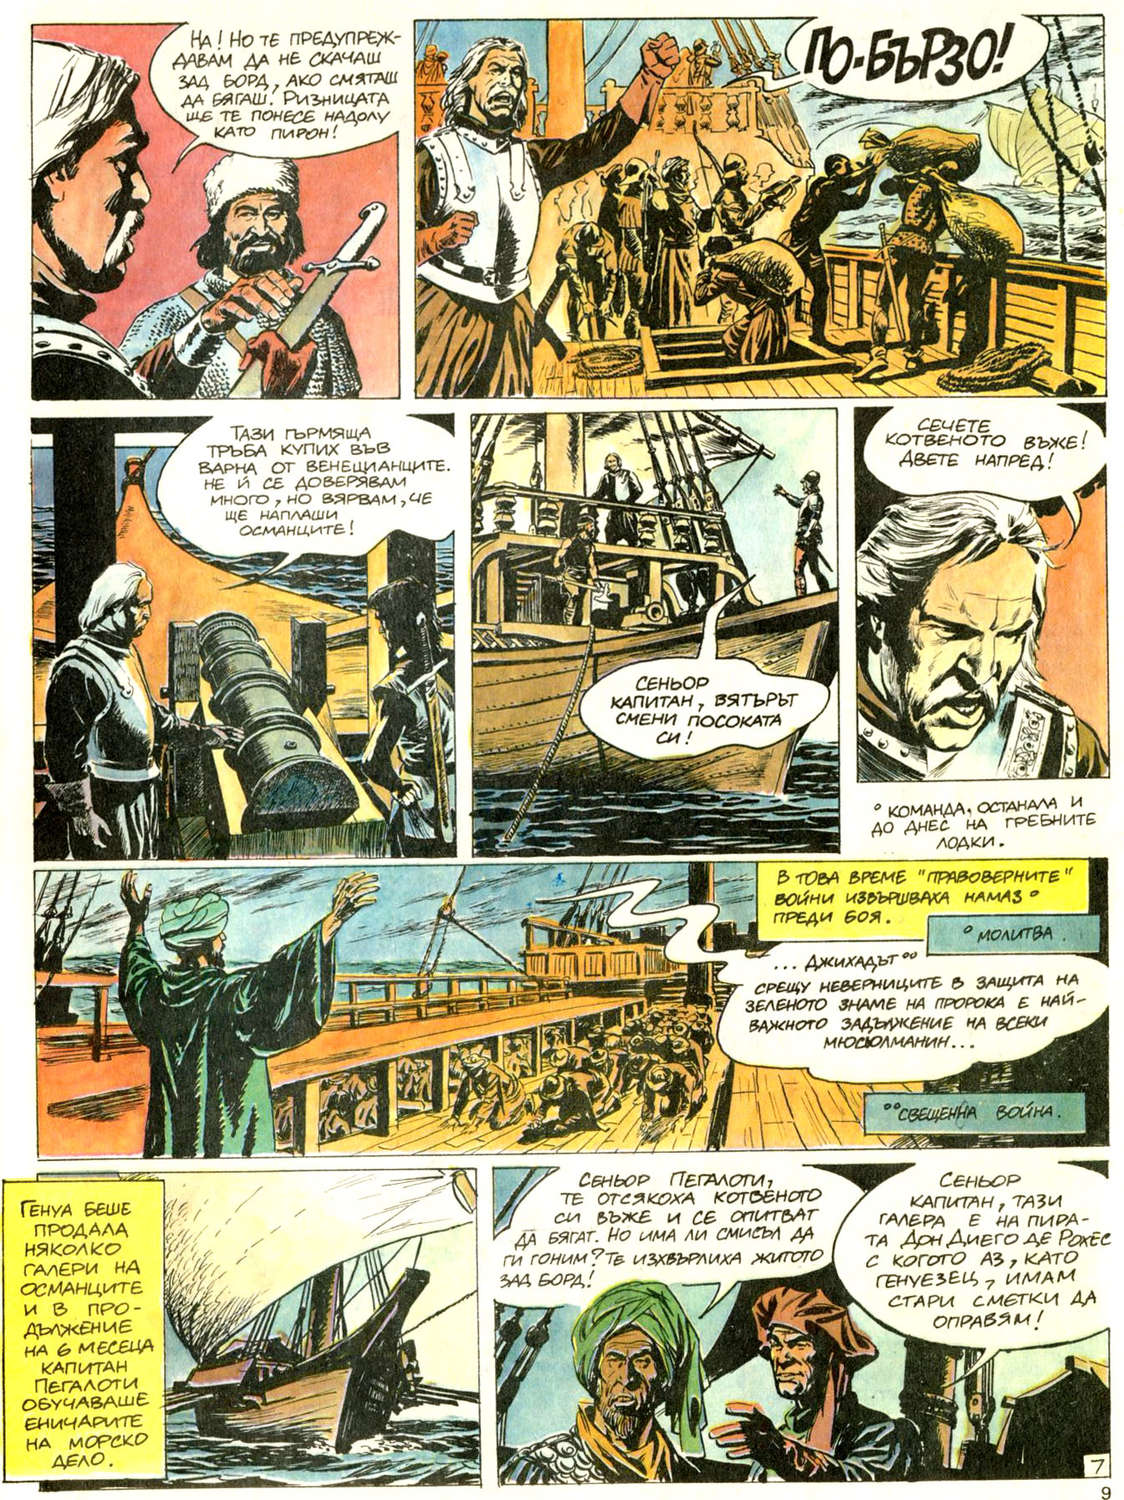 НА! НО ТЕ ПРЕДУПРЕЖ-
ДАВАМ ДА НЕ СКАЧАШ
ЗАД БОРД, АКО СМЯТАШ
ДА БЯГАШ. РИЗНИЦАТА
ЩЕ ТЕ ПОНЕСЕ НАДОЛУ
КАТО ПИРОН!
ПО-БЪРЗО!
ТАЗИ ГЪРМЯЩА
ТРЪБА КУПИХ ВЪВ
ВАРНА ОТ ВЕНЕЦИАНЦИТЕ.
НЕ Й СЕ ДОВЕРЯВАМ
МНОГО, НО ВЯРВАМ, ЧЕ
ЩЕ НАПЛАШИ
ОСМАНЦИТЕ!
СЕНЬОР
КАПИТАН, ВЯТЪРЪТ
СМЕНИ ПОСОКАТА
СИ!
СЕЧЕТЕ
КОТВЕНОТО ВЪЖЕ!
ДВЕТЕ НАПРЕД!
° КОМАНДА, ОСТАНАЛА И
ДО ДНЕС НА ГРЕБНИТЕ
ЛОДКИ.
В ТОВА ВРЕМЕ "ПРАВОВЕРНИТЕ"
ВОЙНИ ИЗВЪРШВАХА НАМАЗ°
ПРЕДИ БОЯ.
° МОЛИТВА.
... ДЖИХАДЪТ°°
СРЕЩУ НЕВЕРНИЦИТЕ В ЗАЩИТА НА
ЗЕЛЕНОТО ЗНАМЕ НА ПРОРОКА Е НАЙ-
ВАЖНОТО ЗАДЪЛЖЕНИЕ НА ВСЕКИ
МЮСЮЛМАНИН...
°° СВЕЩЕННА ВОЙНА.
ГЕНУА БЕШЕ
ПРОДАЛА
НЯКОЛКО
ГАЛЕРИ НА
ОСМАНЦИТЕ
И В ПРО-
ДЪЛЖЕНИЕ
НА 6 МЕСЕЦА
КАПИТАН
ПЕГАЛОТИ
ОБУЧАВАШЕ
ЕНИЧАРИТЕ
НА МОРСКО
ДЕЛО.
СЕНЬОР ПЕГАЛОТИ,
ТЕ ОТСЯКОХА КОТВЕНОТО
СИ ВЪЖЕ И СЕ ОПИТВАТ
ДА БЯГАТ. НО ИМА ЛИ СМИСЪЛ ДА
ГИ ГОНИМ? ТЕ ИЗХВЪРЛИХА ЖИТОТО
ЗАД БОРД!
СЕНЬОР
КАПИТАН, ТАЗИ
ГАЛЕРА Е НА ПИРА-
ТА ДОН ДИЕГО ДЕ РОХЕС
С КОГОТО АЗ, КАТО
ГЕНУЕЗЕЦ, ИМАМ
СТАРИ СМЕТКИ ДА
ОПРАВЯМ!
7
9